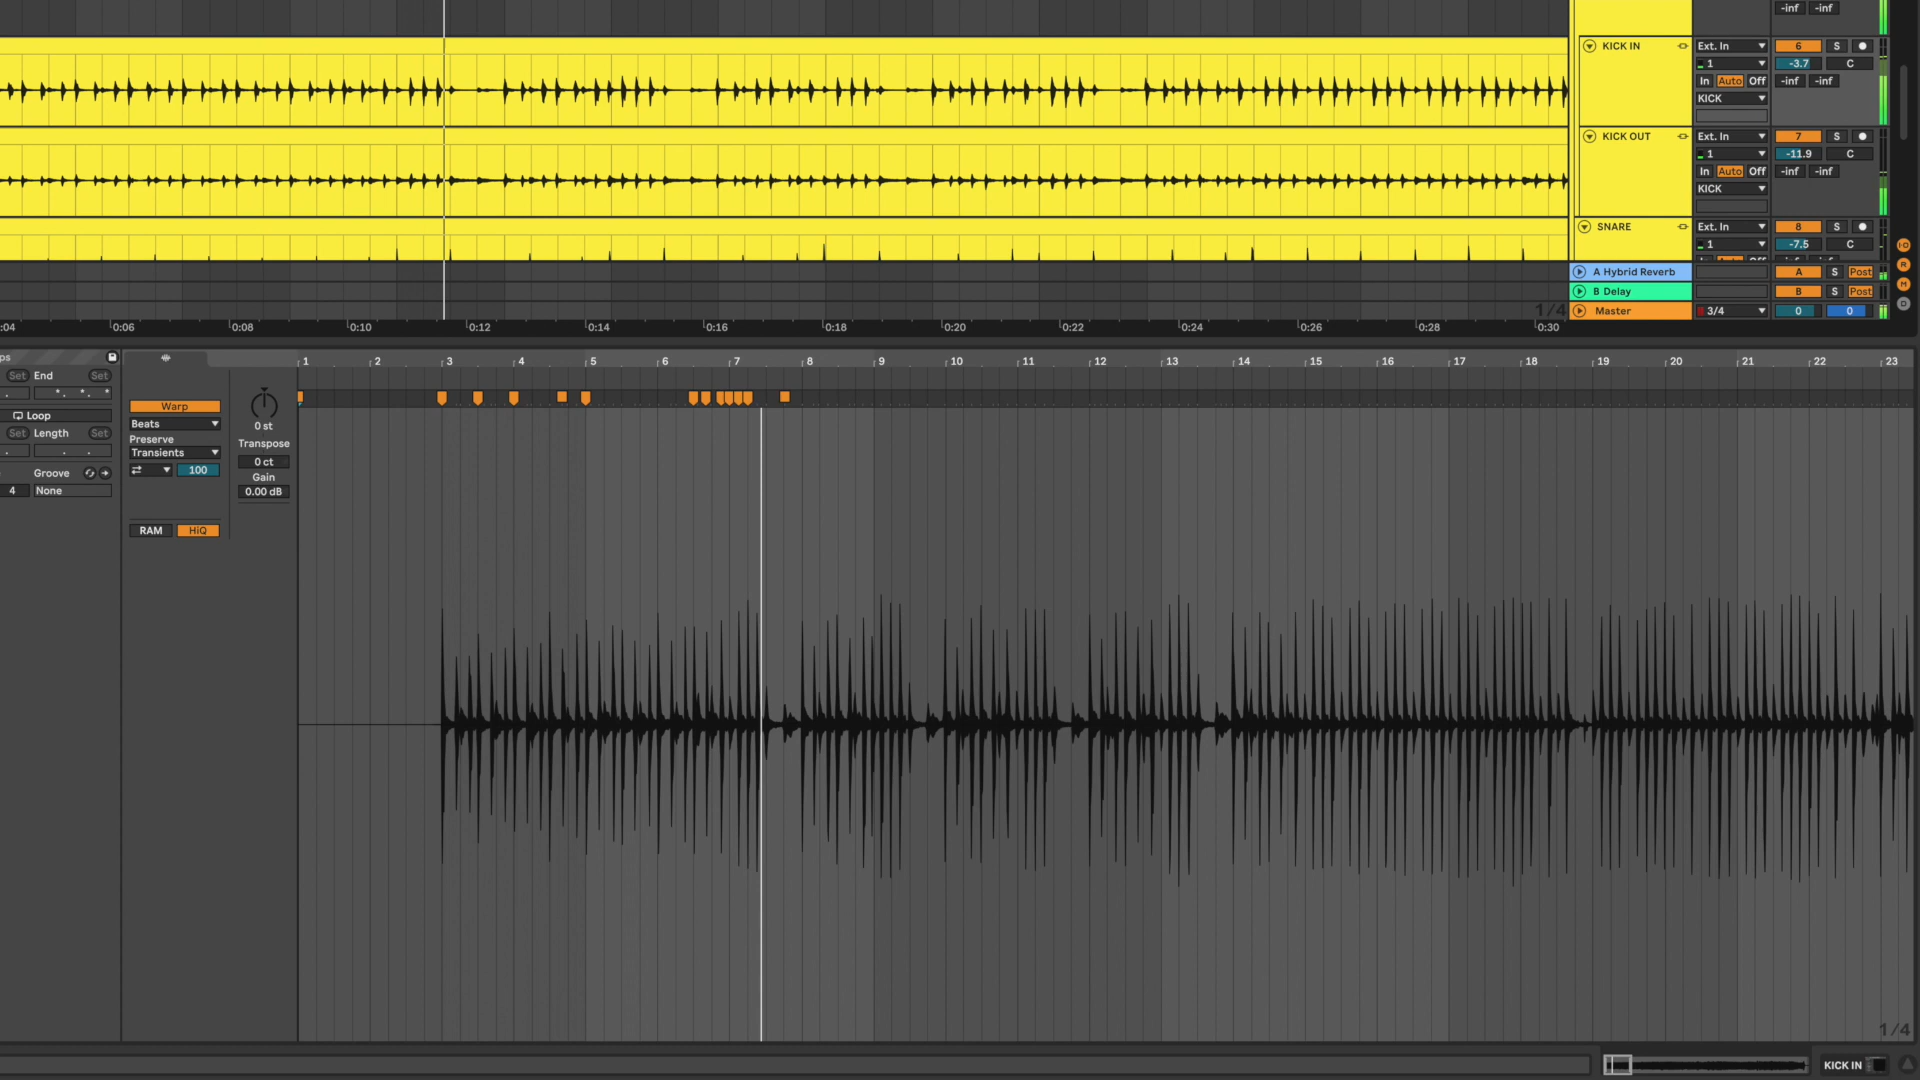 -inf -inf
KICK IN Ext. In 6 S
1 -3.7 C
In Auto Off -inf -inf
KICK
KICK OUT Ext. In 7 S
1 -11.9 C
In Auto Off -inf -inf
KICK
SNARE Ext. In 8 S
1 -7.5 C
A Hybrid Reverb A S Post
B Delay B S Post
1/4 Master 3/4 0 0
I·O
R
M
D
:04 0:06 0:08 0:10 0:12 0:14 0:16 0:18 0:20 0:22 0:24 0:26 0:28 0:30
ps
1 2 3 4 5 6 7 8 9 10 11 12 13 14 15 16 17 18 19 20 21 22 23
Set End Set
Loop
Set Length Set
Groove
4 None
Warp
Beats
Preserve
Transients
100
RAM HiQ
0 st
Transpose
0 ct
Gain
0.00 dB
1/4
KICK IN